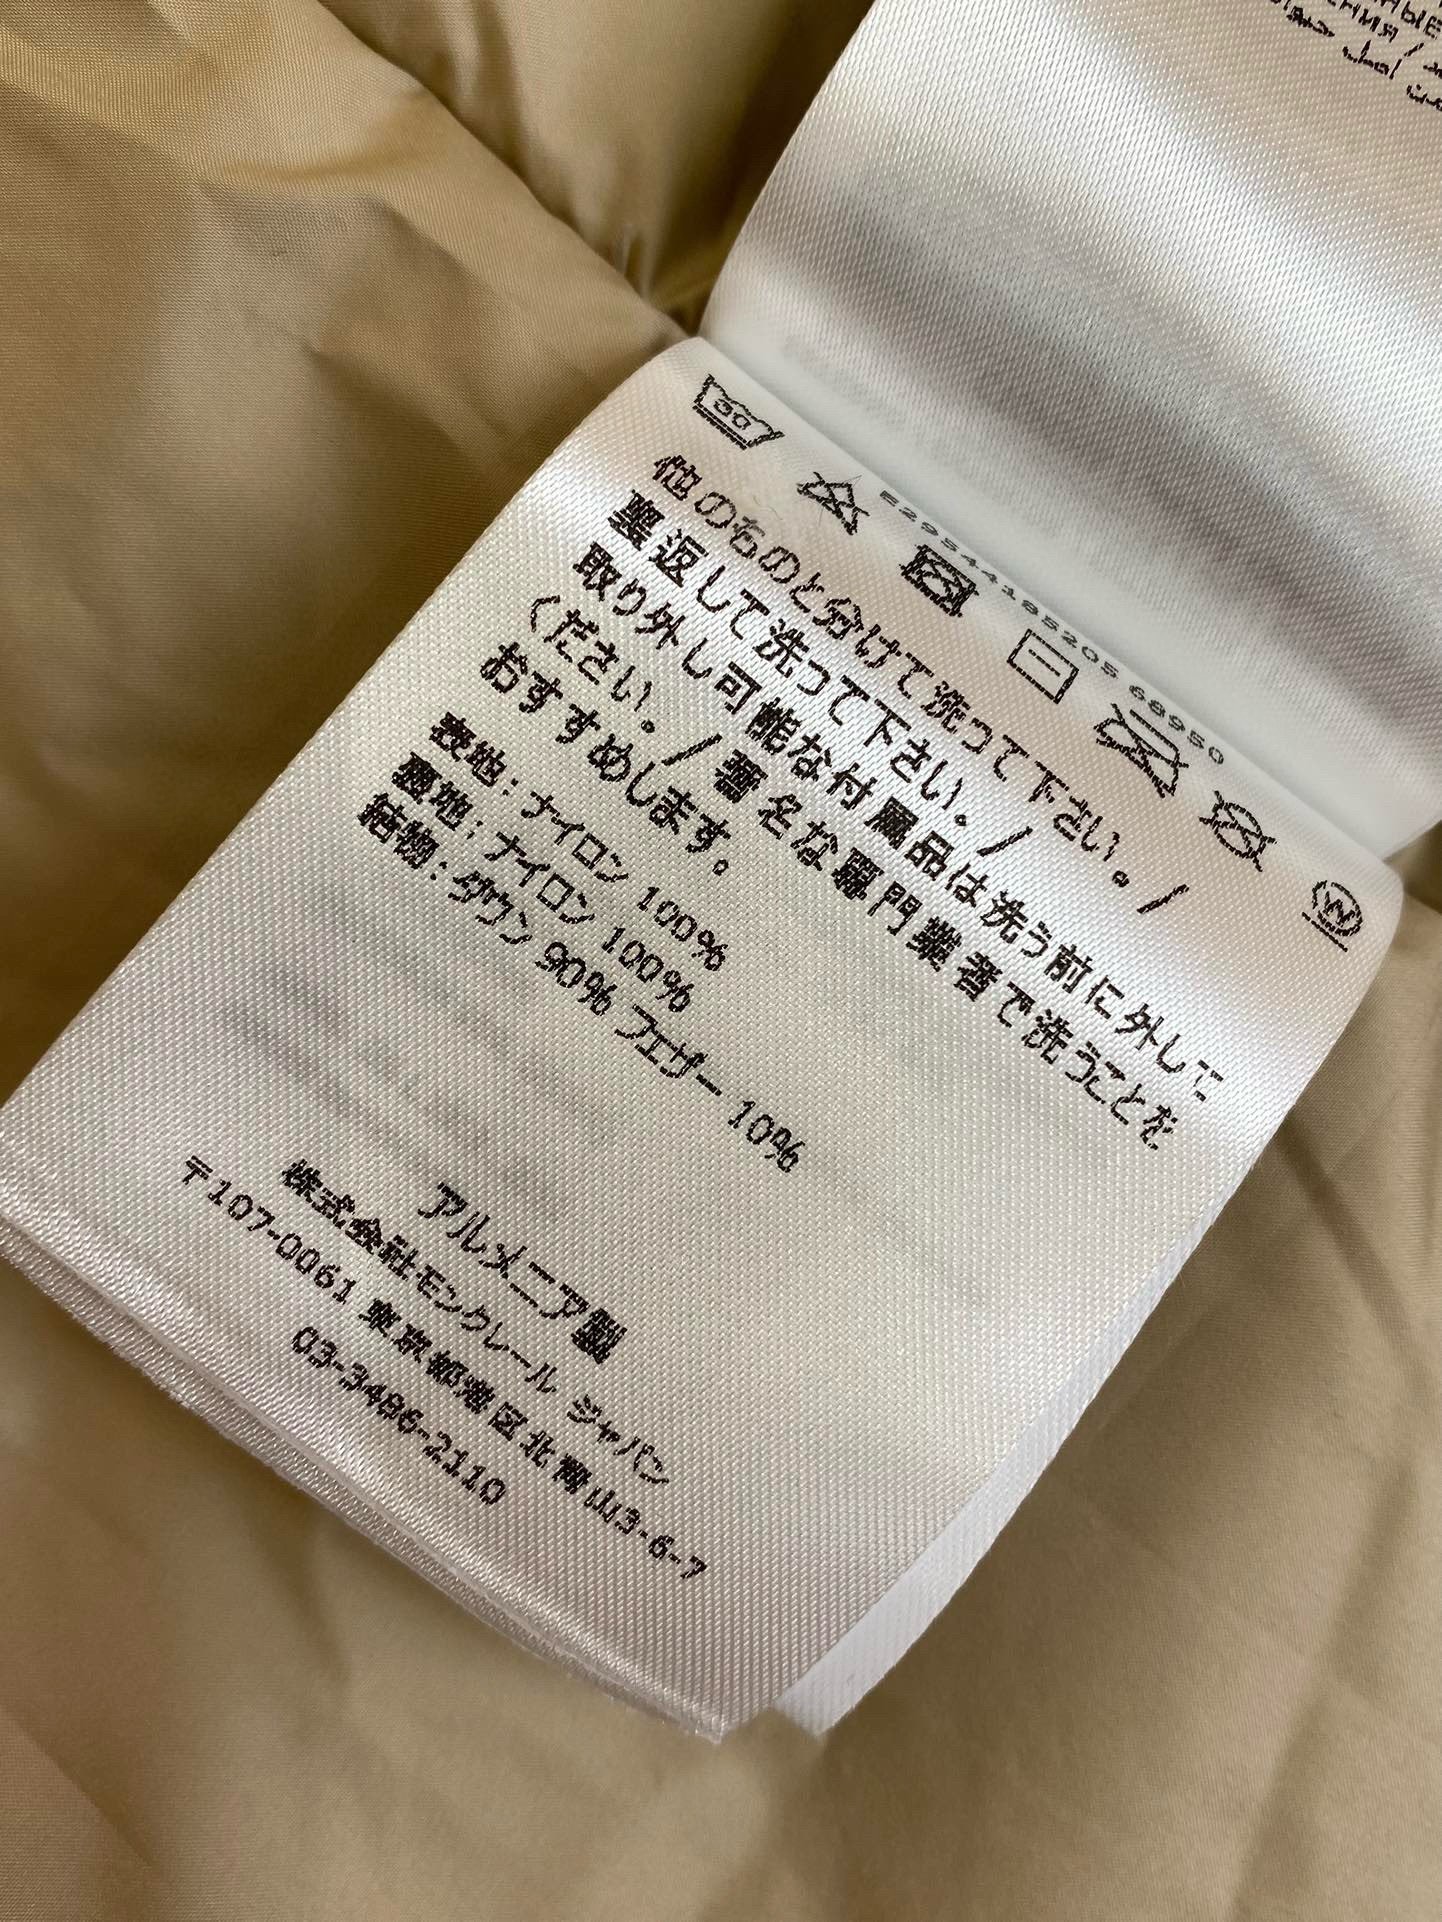 30
E2954418520568950
W
他のものと分けて洗って下さい。/
裏返して洗って下さい。/
取り外し可能な付属品は洗う前に外して
ください。/著名な専門業者で洗うことを
おすすめします。
表地:ナイロン 100%
裏地:ナイロン 100%
詰物:ダウン 90% フェザー 10%
アルメニア製
株式会社モンクレール ジャパン
〒107-0061 東京都港区北青山3-6-7
03-3486-2110